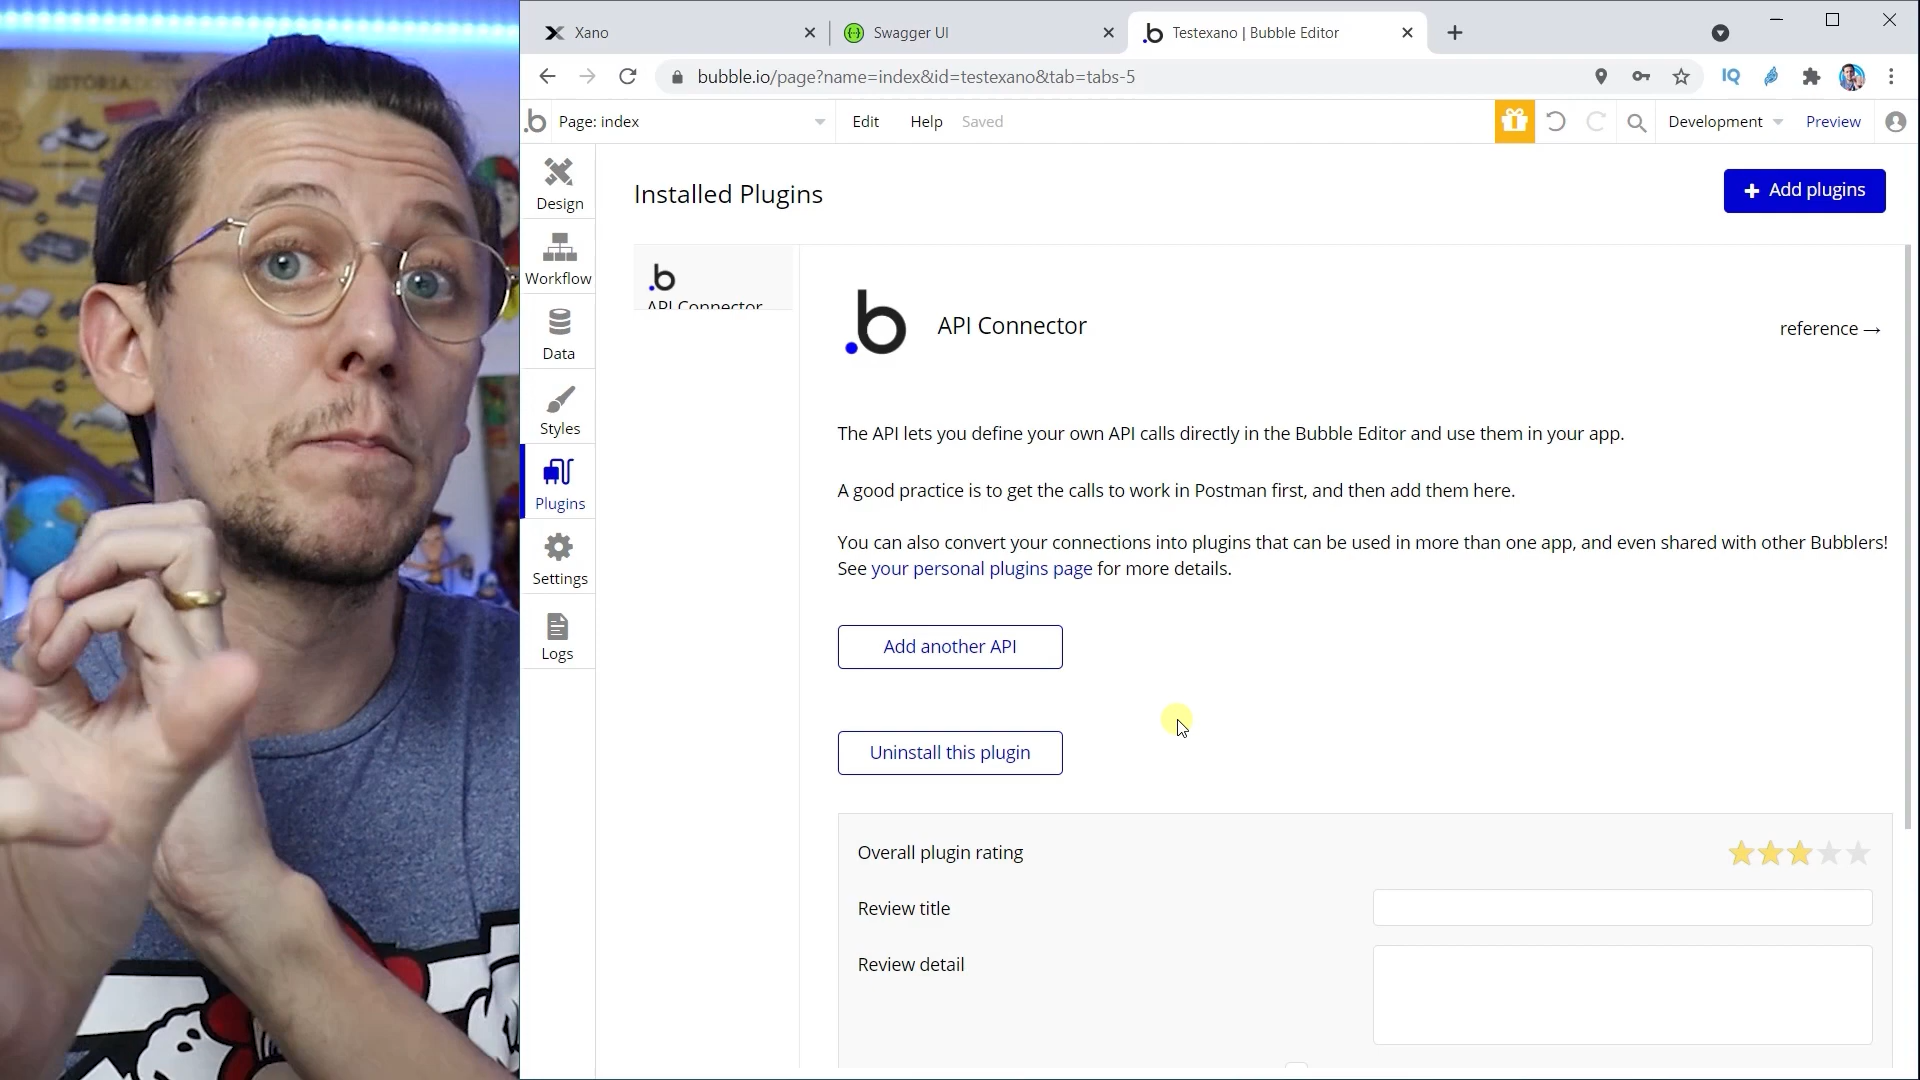 HISTÓRIA DO
Xano
Swagger UI
Testexano | Bubble Editor
bubble.io/page?name=index&id=testexano&tab=tabs-5
IQ
.b
Page: index
Edit
Help
Saved
Development
Preview
Design
Workflow
Data
Styles
Plugins
Settings
Logs
Installed Plugins
+ Add plugins
.b
API Connector
.b
API Connector
reference →
The API lets you define your own API calls directly in the Bubble Editor and use them in your app.
A good practice is to get the calls to work in Postman first, and then add them here.
You can also convert your connections into plugins that can be used in more than one app, and even shared with other Bubblers!
See your personal plugins page for more details.
Add another API
Uninstall this plugin
Overall plugin rating
Review title
Review detail